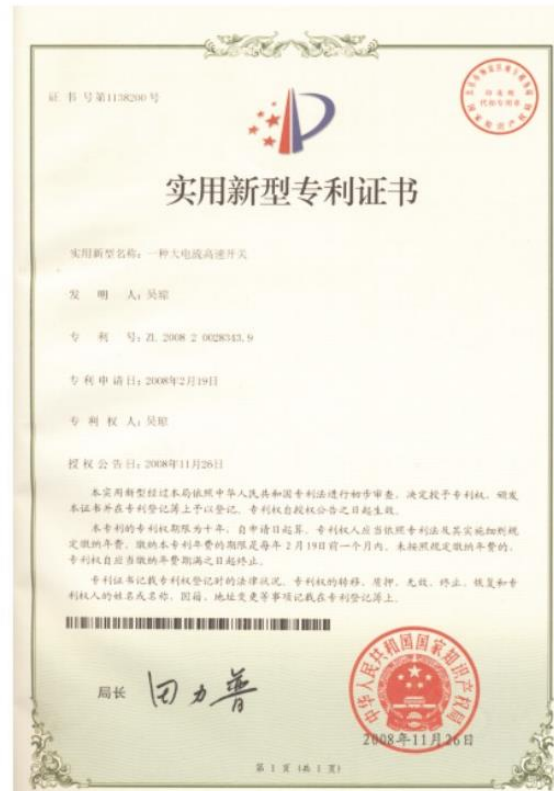 证 书 号第1138200号
实用新型专利证书
实用新型名称：一种大电流高速开关
发 明 人：吴琼
专 利 号：ZL 2008 2 0028343.9
专利申请日：2008年2月19日
专 利 权 人：吴琼
授权公告日：2008年11月26日
本实用新型经过本局依照中华人民共和国专利法进行初步审查，决定授予专利权，颁发
本证书并在专利登记簿上予以登记。专利权自授权公告之日起生效。
本专利的专利权期限为十年，自申请日起算。专利权人应当依照专利法及其实施细则规
定缴纳年费。缴纳本专利年费的期限是每年 2 月 19日前一个月内。未按照规定缴纳年费的，
专利权自应当缴纳年费期满之日起终止。
专利证书记载专利权登记时的法律状况。专利权的转移、质押、无效、终止、恢复和专
利权人的姓名或名称、国籍、地址变更等事项记载在专利登记簿上。
局长 田力普
中华人民共和国国家知识产权局
2008年11月26日
第 1 页 (共 1 页)